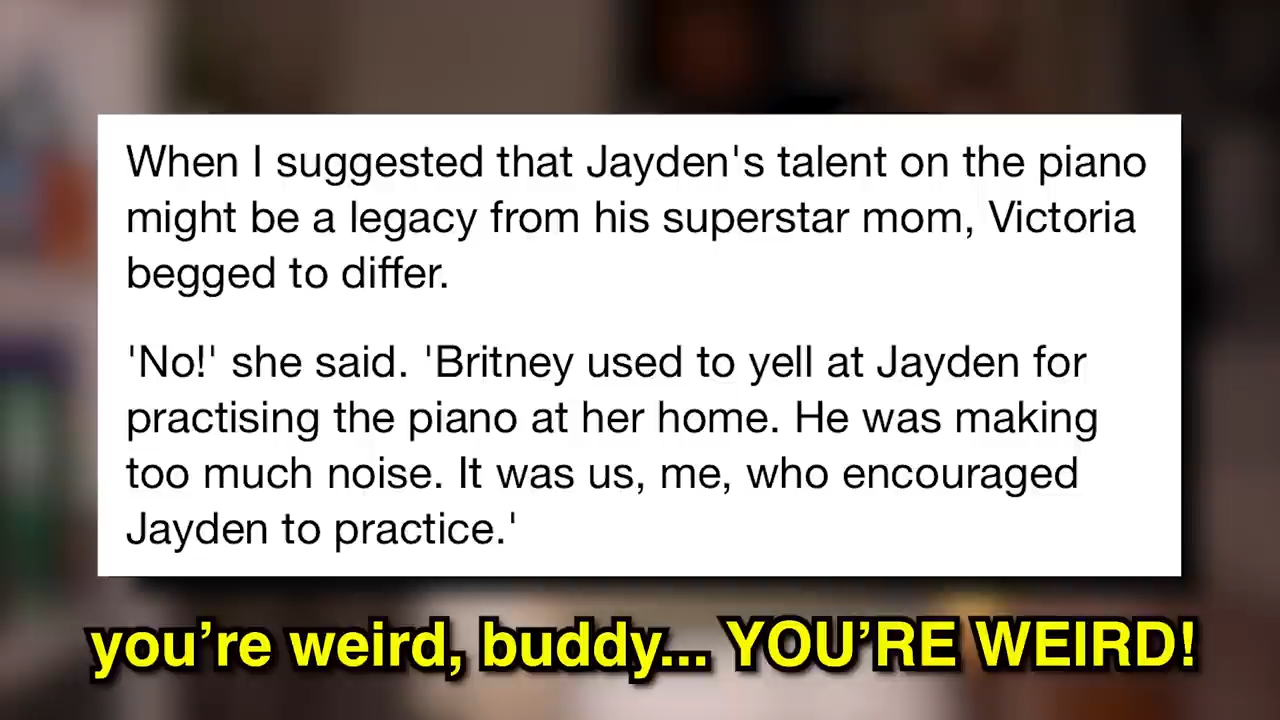 When I suggested that Jayden's talent on the piano
might be a legacy from his superstar mom, Victoria
begged to differ.
'No!' she said. 'Britney used to yell at Jayden for
practising the piano at her home. He was making
too much noise. It was us, me, who encouraged
Jayden to practice.'
you’re weird, buddy... YOU’RE WEIRD!